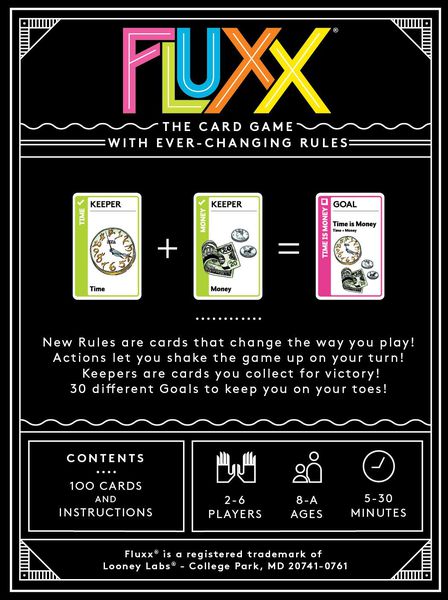 FLUXX®
THE CARD GAME
WITH EVER-CHANGING RULES
TIME
KEEPER
Time
MONEY
KEEPER
Money
TIME IS MONEY
GOAL
Time is Money
Time + Money
+
=
New Rules are cards that change the way you play!
Actions let you shake the game up on your turn!
Keepers are cards you collect for victory!
30 different Goals to keep you on your toes!
CONTENTS
100 CARDS
AND
INSTRUCTIONS
2-6
PLAYERS
8-A
AGES
5-30
MINUTES
Fluxx® is a registered trademark of
Looney Labs® - College Park, MD 20741-0761